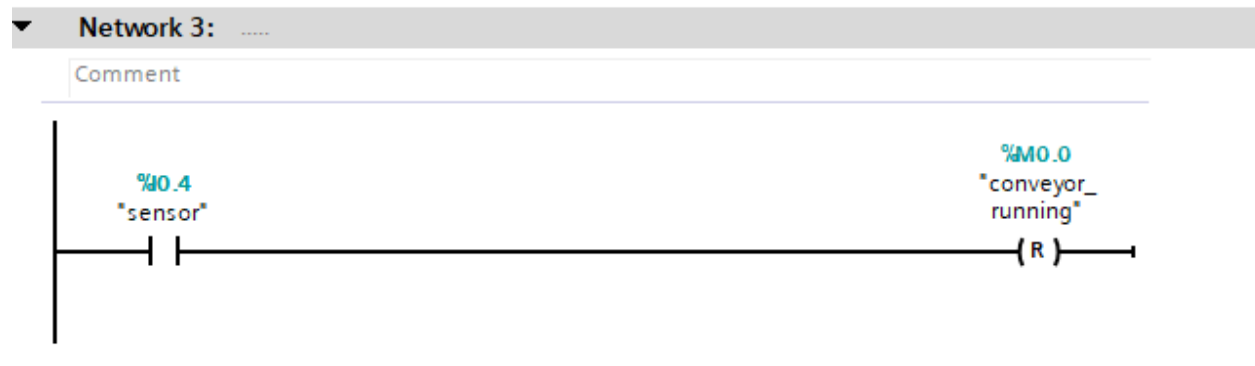 Network 3: .....
Comment
%M0.0
"conveyor_
running"
%I0.4
"sensor"
( R )